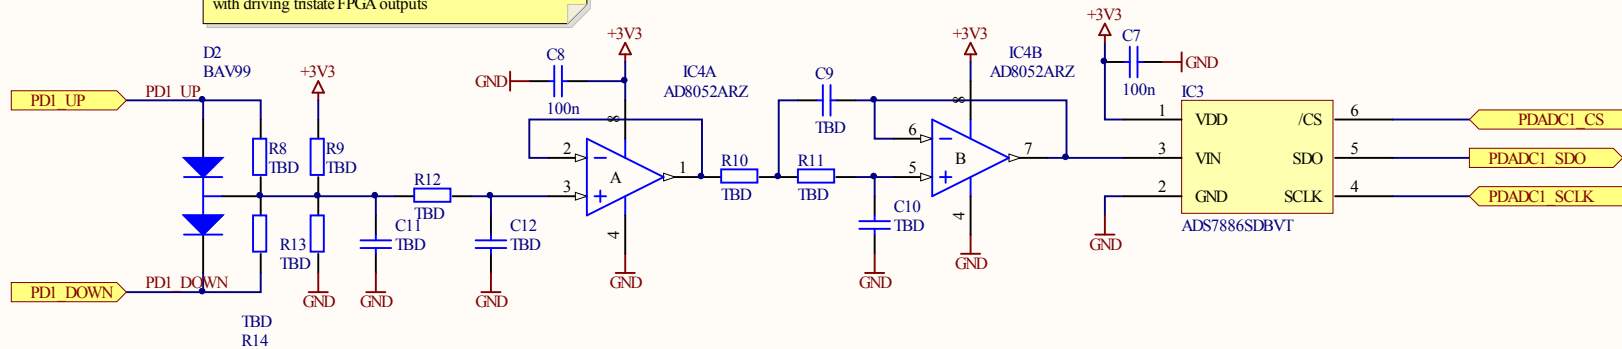 with driving tristate FPGA outputs
D2
BAV99
PD1_UP
PD1_UP
+3V3
R8
TBD
R9
TBD
R12
TBD
R13
TBD
C11
TBD
C12
TBD
PD1_DOWN
PD1_DOWN
GND
GND
GND
TBD
R14
+3V3
C8
GND
100n
IC4A
AD8052ARZ
8
2
3
A
1
4
GND
R10
TBD
R11
TBD
C9
TBD
C10
TBD
GND
+3V3
IC4B
AD8052ARZ
8
6
5
B
7
4
GND
+3V3
C7
GND
100n
IC3
1
VDD
3
VIN
2
GND
/CS
6
SDO
5
SCLK
4
ADS7886SDBVT
GND
PDADC1_CS
PDADC1_SDO
PDADC1_SCLK